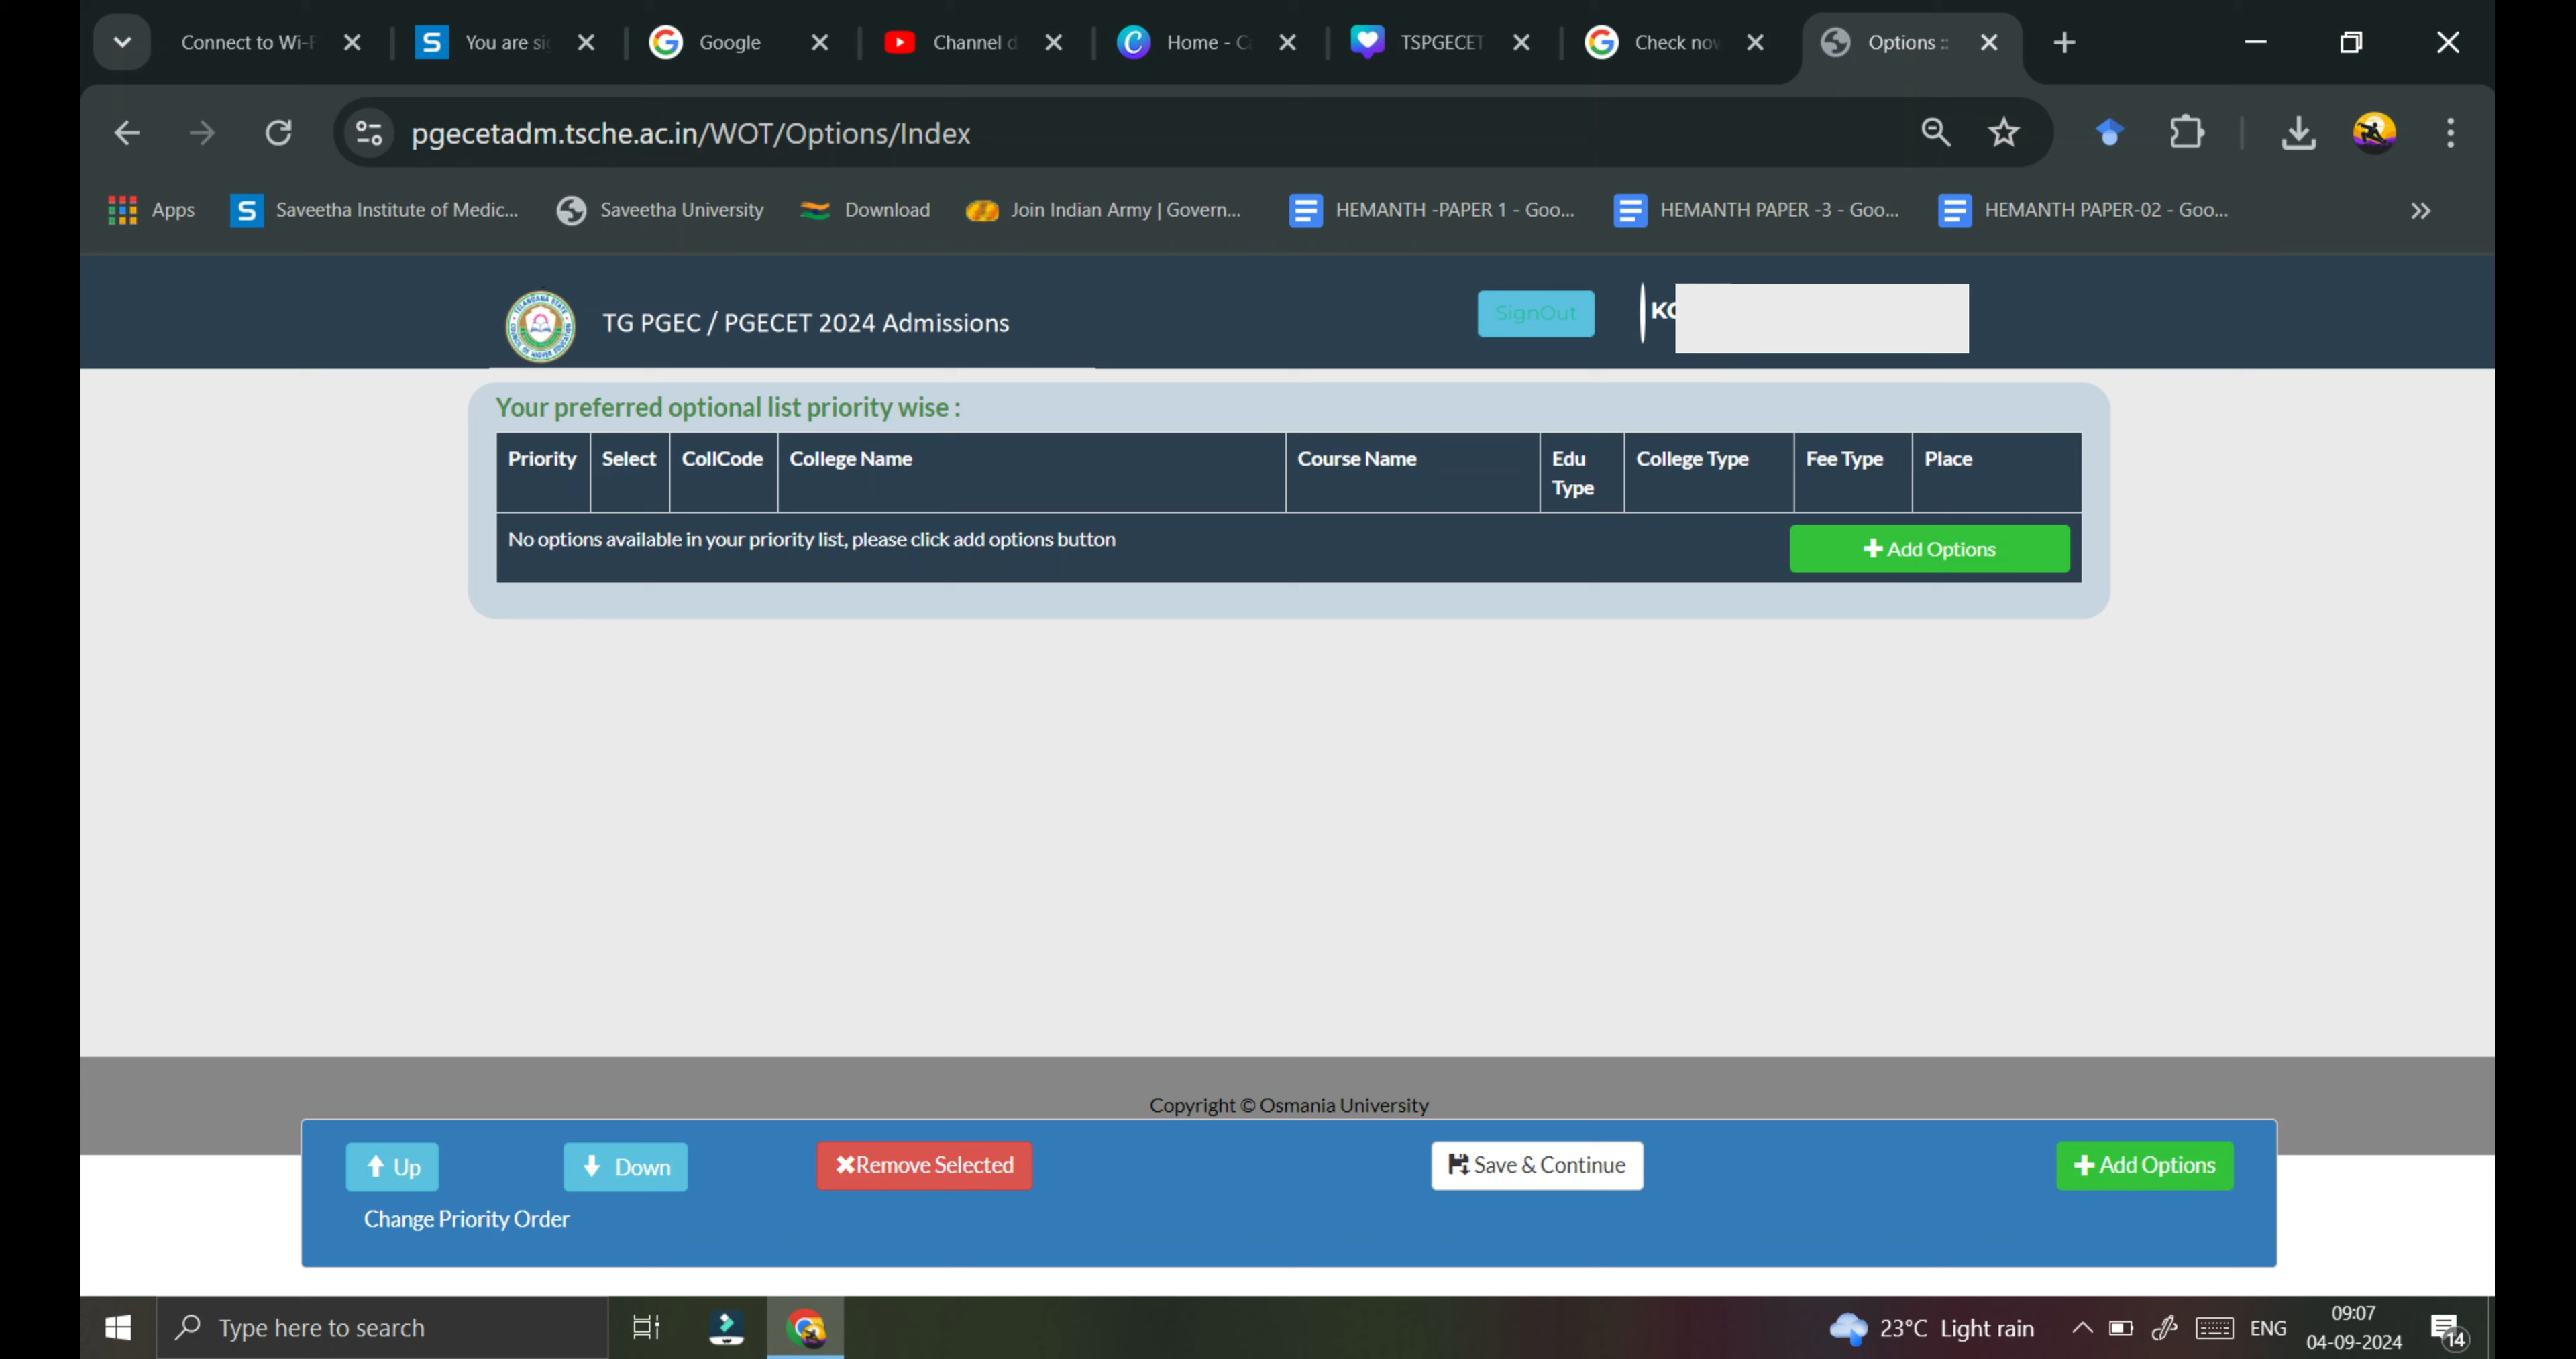 Connect to Wi-F
You are sig
Google
Channel d
Home - Ca
TSPGECET
Check now
Options ::
pgecetadm.tsche.ac.in/WOT/Options/Index
Apps
Saveetha Institute of Medic...
Saveetha University
Download
Join Indian Army | Govern...
HEMANTH -PAPER 1 - Goo...
HEMANTH PAPER -3 - Goo...
HEMANTH PAPER-02 - Goo...
TG PGEC / PGECET 2024 Admissions
SignOut
Your preferred optional list priority wise :
Priority Select CollCode College Name Course Name Edu Type College Type Fee Type Place
No options available in your priority list, please click add options button
Add Options
Copyright © Osmania University
Up
Down
Remove Selected
Save & Continue
Add Options
Change Priority Order
Type here to search
23°C Light rain
ENG
09:07
04-09-2024
14